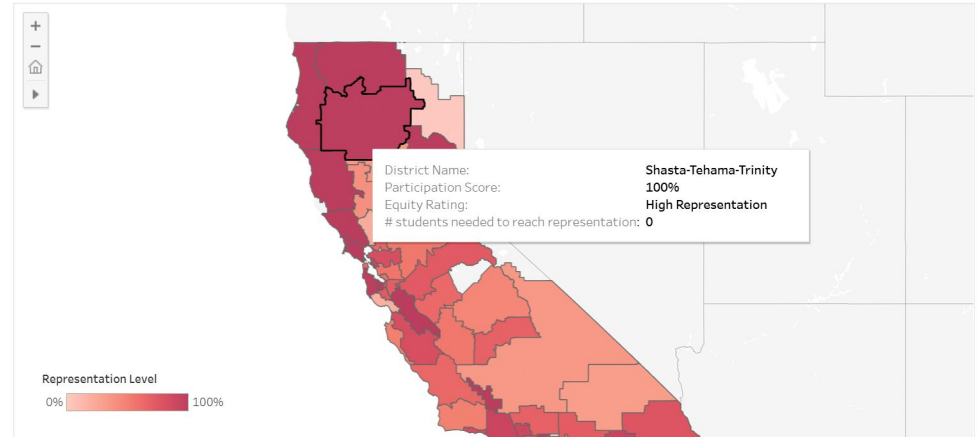 +
−
District Name: Shasta-Tehama-Trinity
Participation Score: 100%
Equity Rating: High Representation
# students needed to reach representation: 0
Representation Level
0% 100%